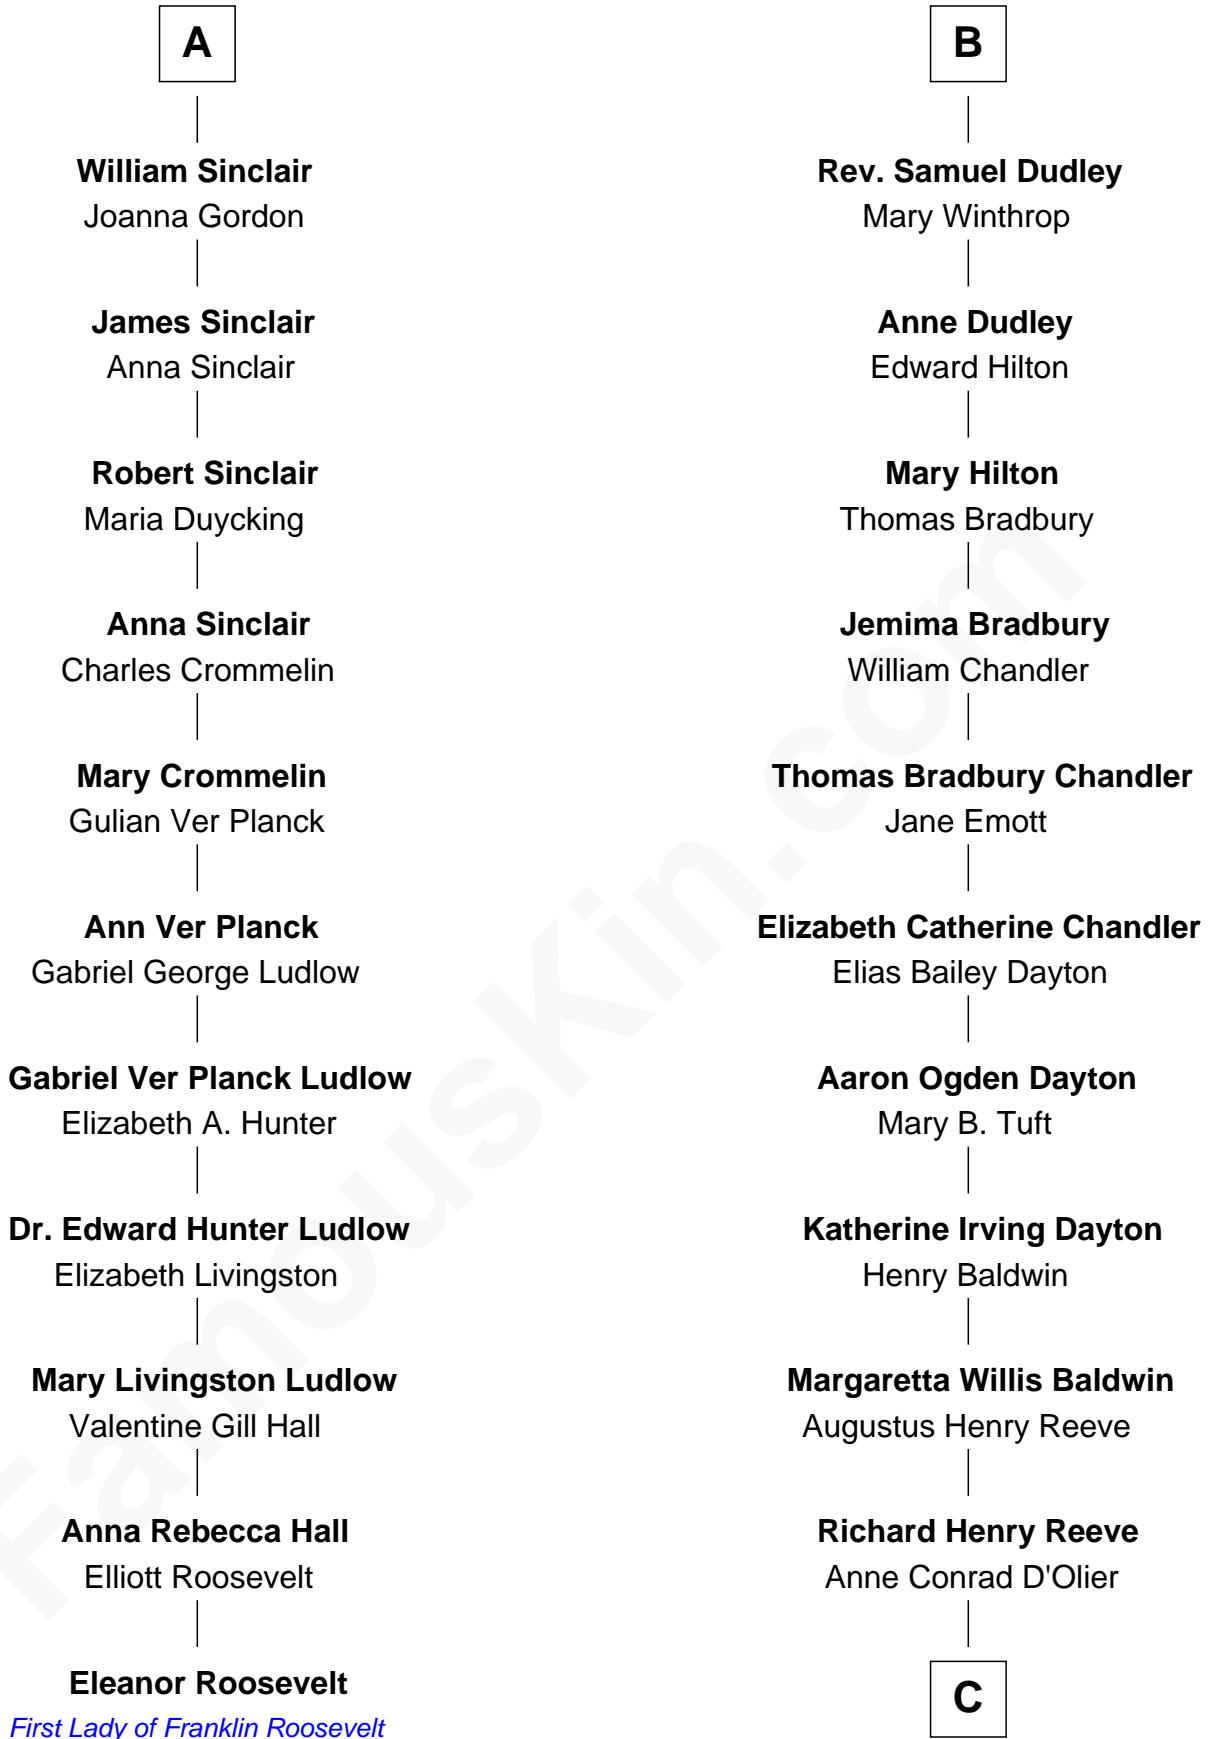 A
William Sinclair
Joanna Gordon
James Sinclair
Anna Sinclair
Robert Sinclair
Maria Duycking
Anna Sinclair
Charles Crommelin
Mary Crommelin
Gulian Ver Planck
Ann Ver Planck
Gabriel George Ludlow
Gabriel Ver Planck Ludlow
Elizabeth A. Hunter
Dr. Edward Hunter Ludlow
Elizabeth Livingston
Mary Livingston Ludlow
Valentine Gill Hall
Anna Rebecca Hall
Elliott Roosevelt
Eleanor Roosevelt
First Lady of Franklin Roosevelt
B
Rev. Samuel Dudley
Mary Winthrop
Anne Dudley
Edward Hilton
Mary Hilton
Thomas Bradbury
Jemima Bradbury
William Chandler
Thomas Bradbury Chandler
Jane Emott
Elizabeth Catherine Chandler
Elias Bailey Dayton
Aaron Ogden Dayton
Mary B. Tuft
Katherine Irving Dayton
Henry Baldwin
Margaretta Willis Baldwin
Augustus Henry Reeve
Richard Henry Reeve
Anne Conrad D'Olier
C
FamousKin.com